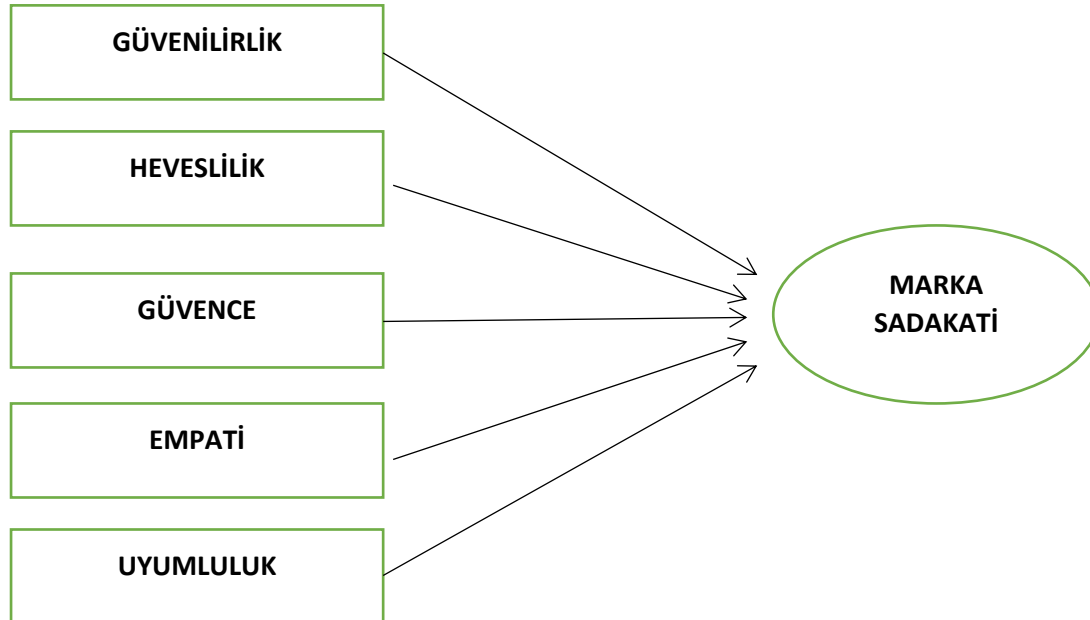 GÜVENİLİRLİK
HEVESLİLİK
GÜVENCE
EMPATİ
UYUMLULUK
MARKA
SADAKATİ